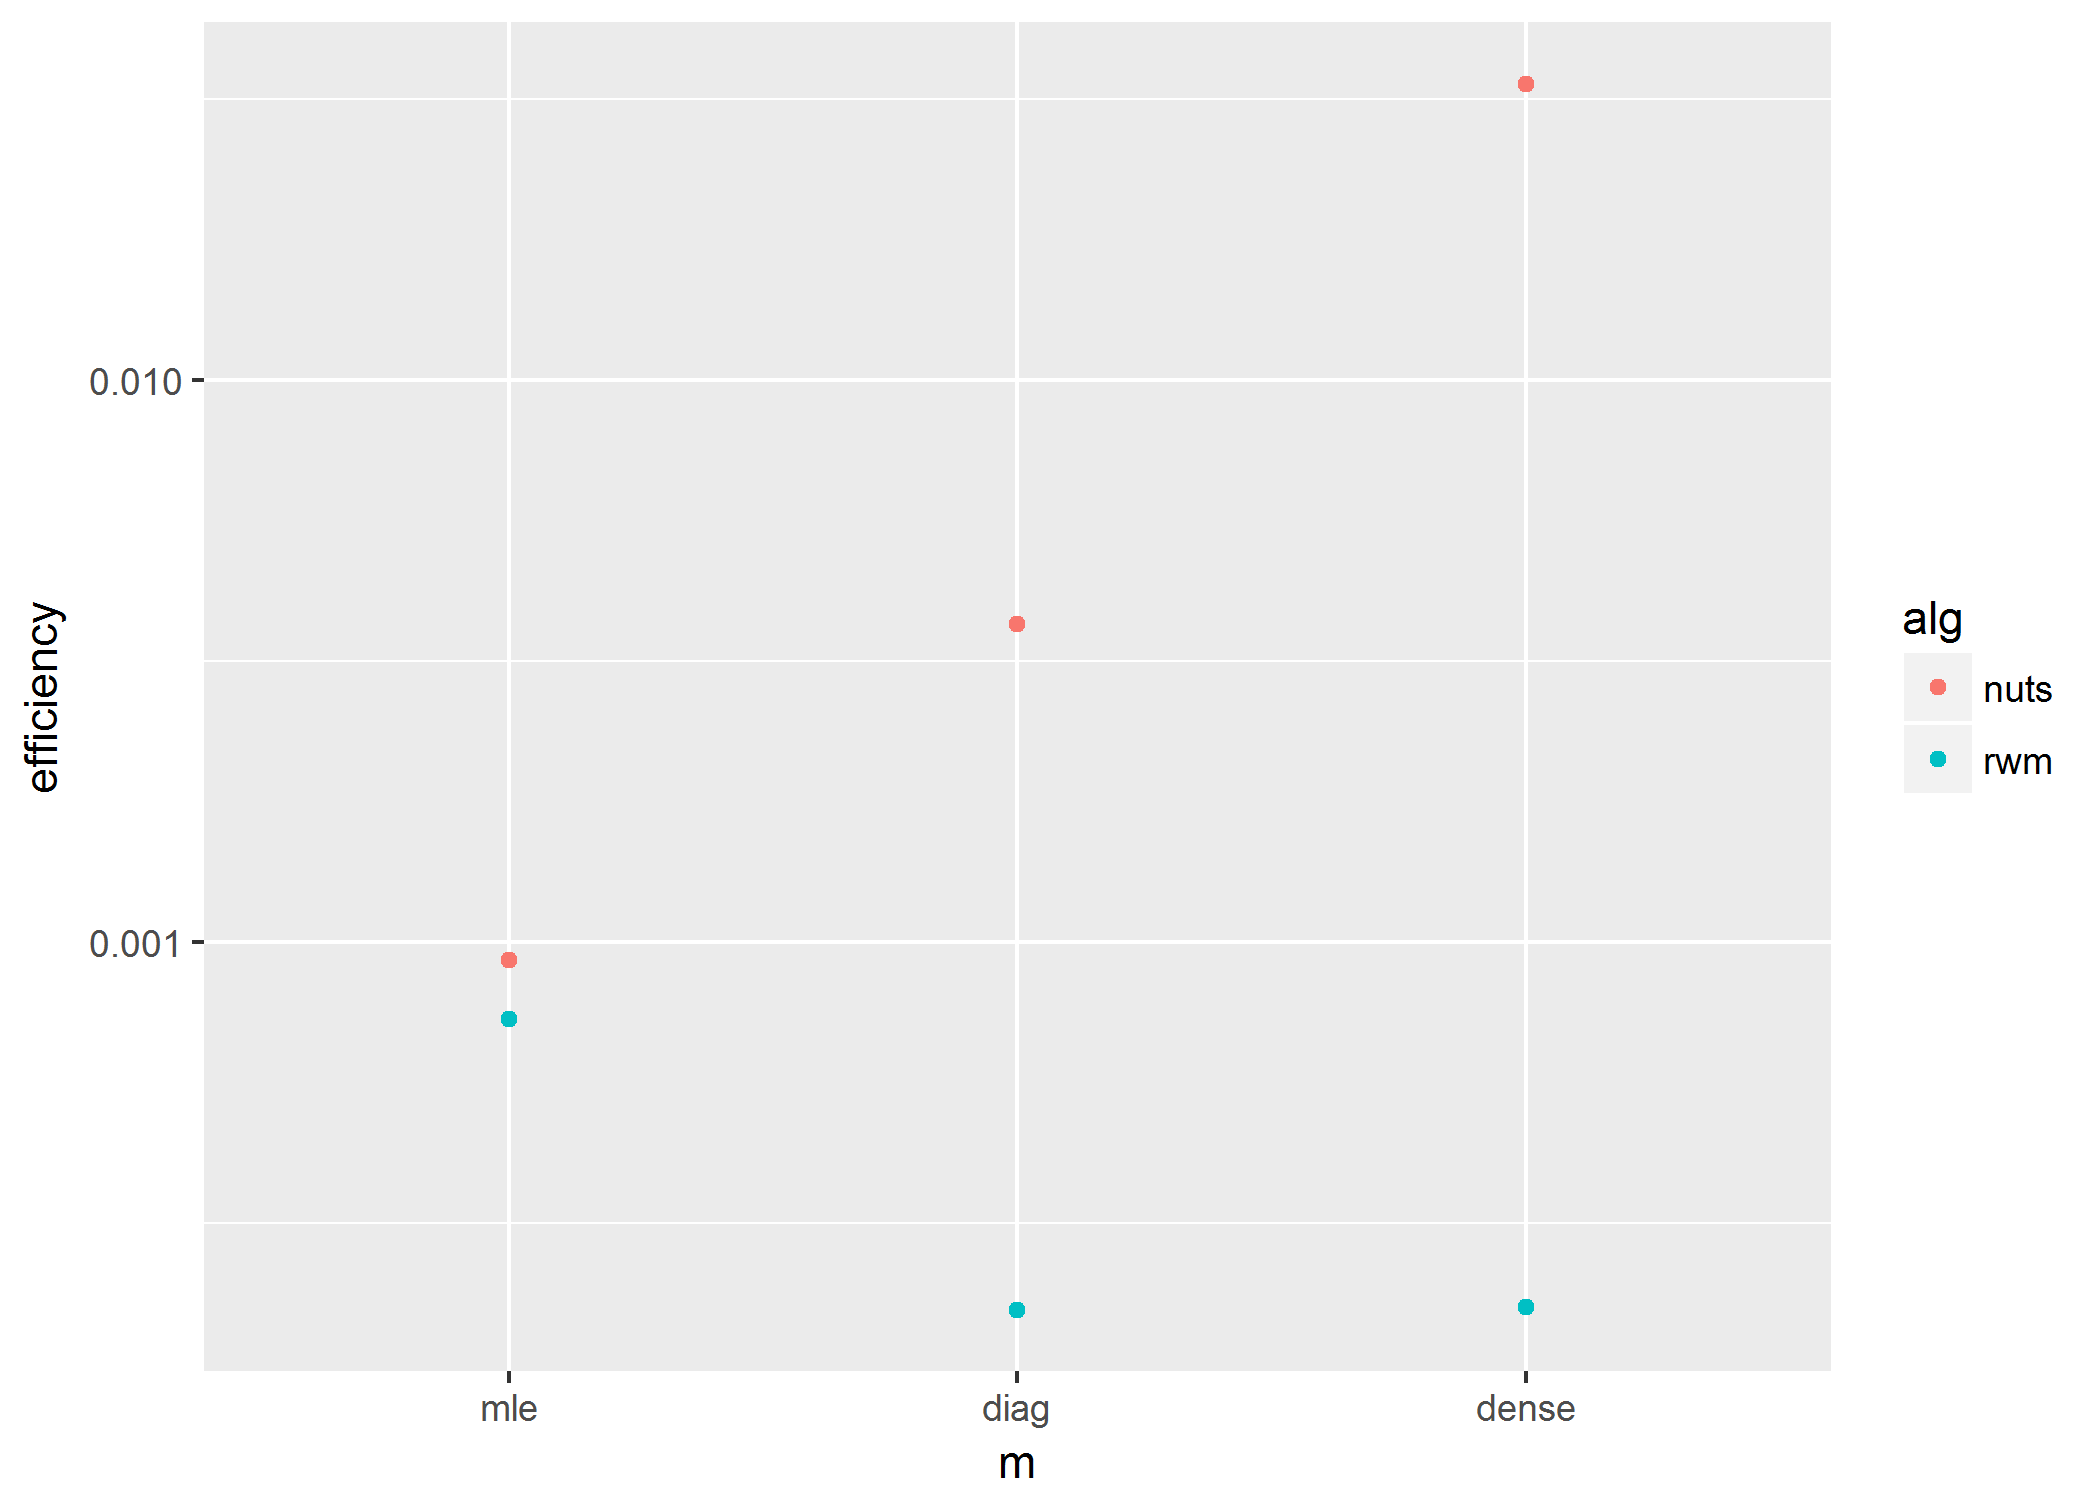 efficiency
0.010
0.001
mle diag dense
m
alg
nuts
rwm